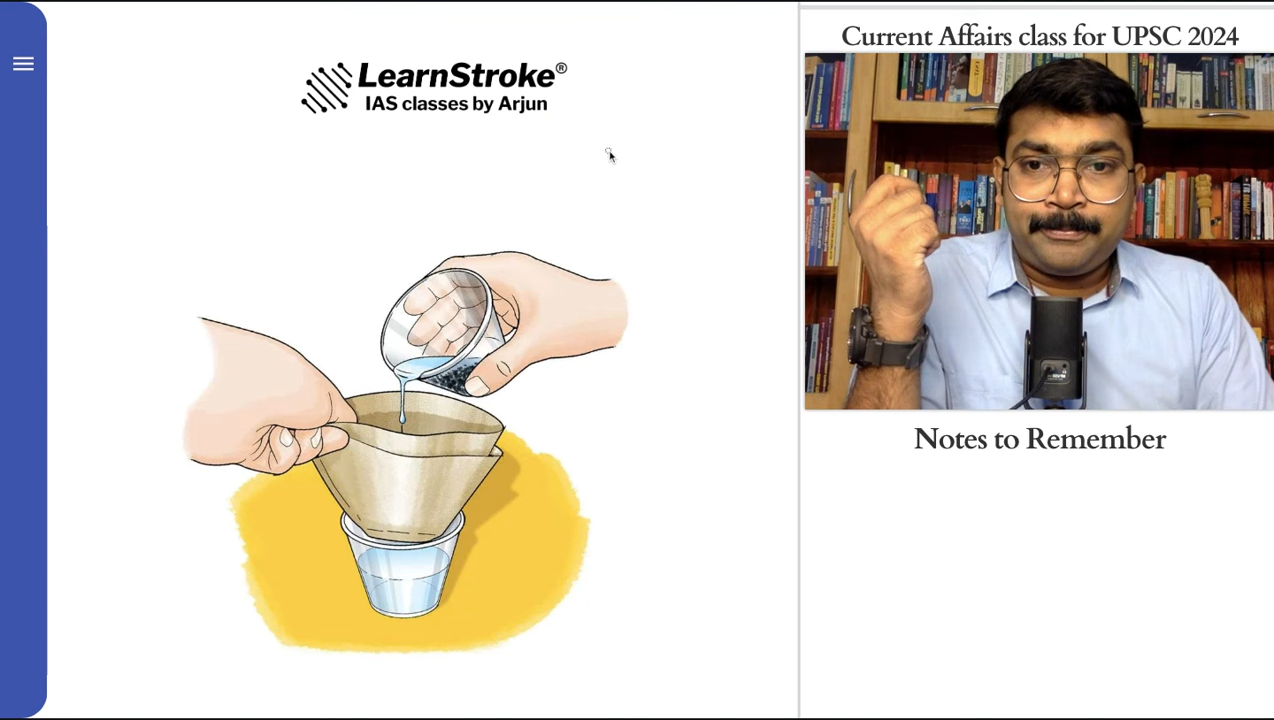 LearnStroke®
IAS classes by Arjun
Current Affairs class for UPSC 2024
Notes to Remember